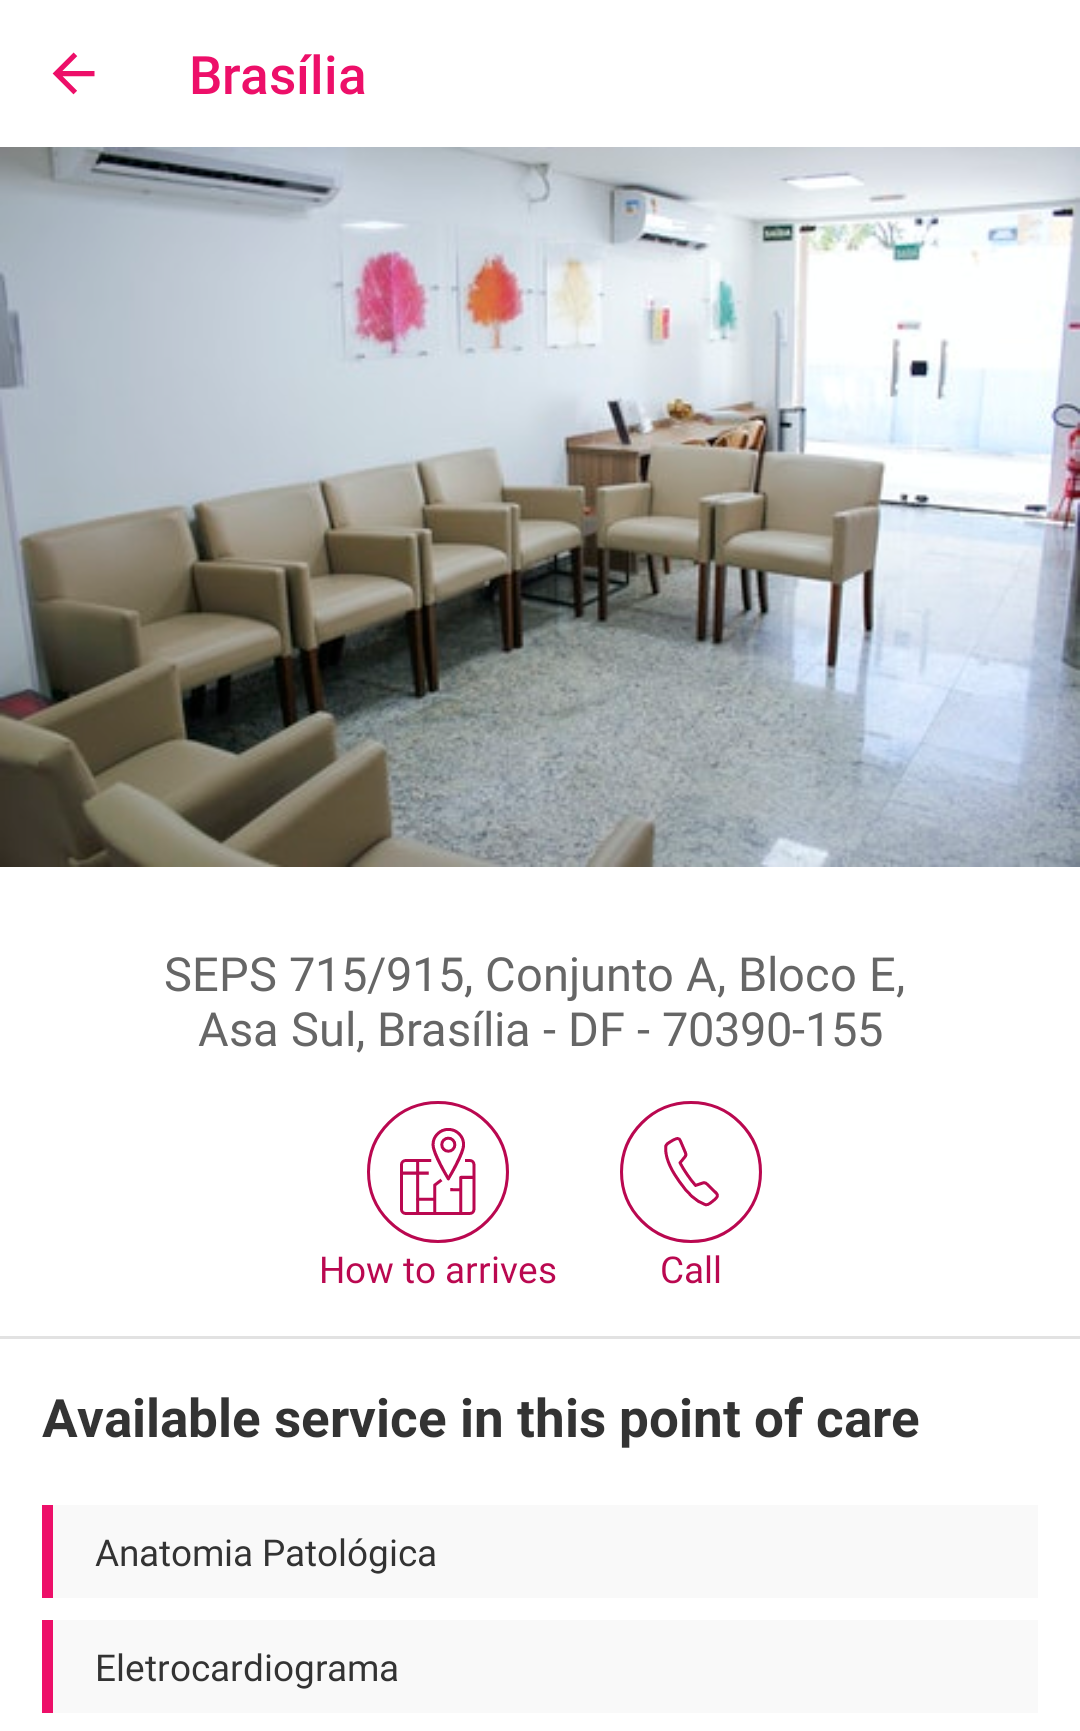 Brasília
SAÍDA
SEPS 715/915, Conjunto A, Bloco E,
Asa Sul, Brasília - DF - 70390-155
How to arrives
Call
Available service in this point of care
Anatomia Patológica
Eletrocardiograma